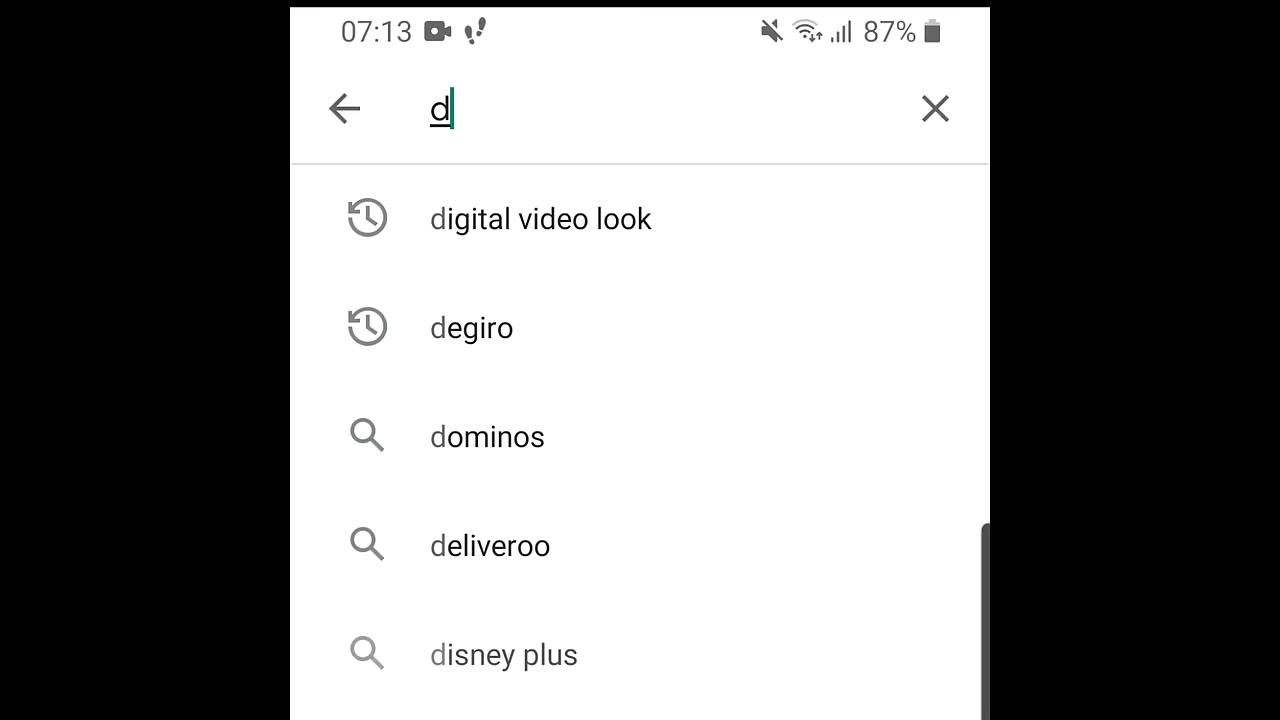 07:13 87%
d
digital video look
degiro
dominos
deliveroo
disney plus